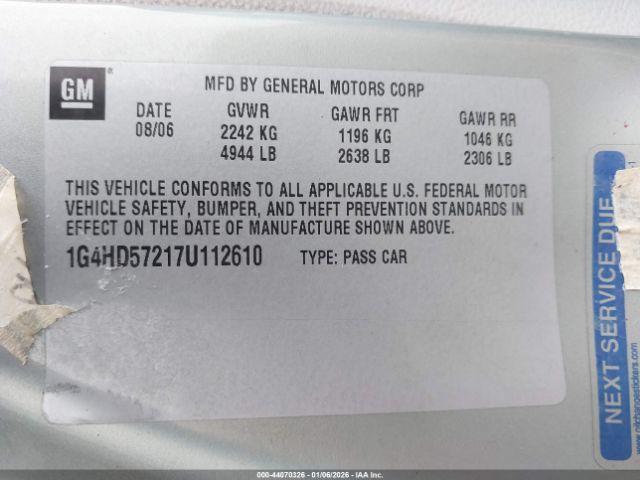 GM
MFD BY GENERAL MOTORS CORP
DATE GVWR GAWR FRT GAWR RR
08/06 2242 KG 1196 KG 1046 KG
4944 LB 2638 LB 2306 LB
THIS VEHICLE CONFORMS TO ALL APPLICABLE U.S. FEDERAL MOTOR
VEHICLE SAFETY, BUMPER, AND THEFT PREVENTION STANDARDS IN
EFFECT ON THE DATE OF MANUFACTURE SHOWN ABOVE.
1G4HD57217U112610 TYPE: PASS CAR
NEXT SERVICE DUE
www.oilchangestickers.com
000-44070326 - 01/06/2026 - IAA Inc.